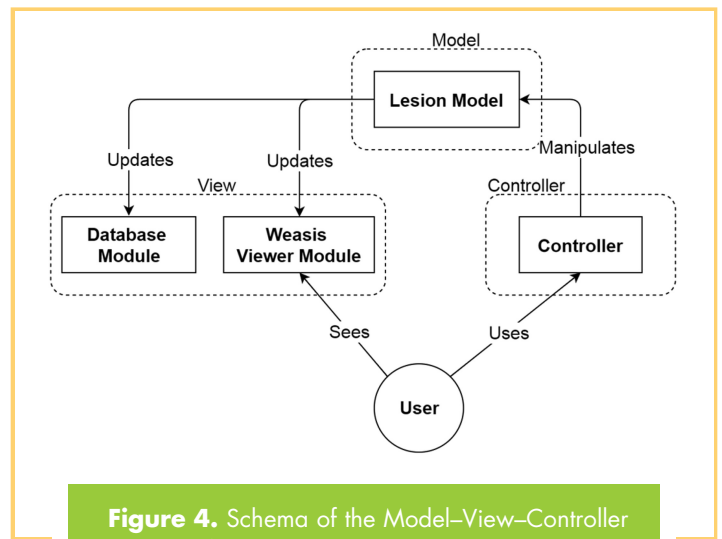 Model
Lesion Model
Updates
Updates
Manipulates
View
Controller
Database
Module
Weasis
Viewer Module
Controller
Sees
Uses
User
Figure 4. Schema of the Model–View–Controller